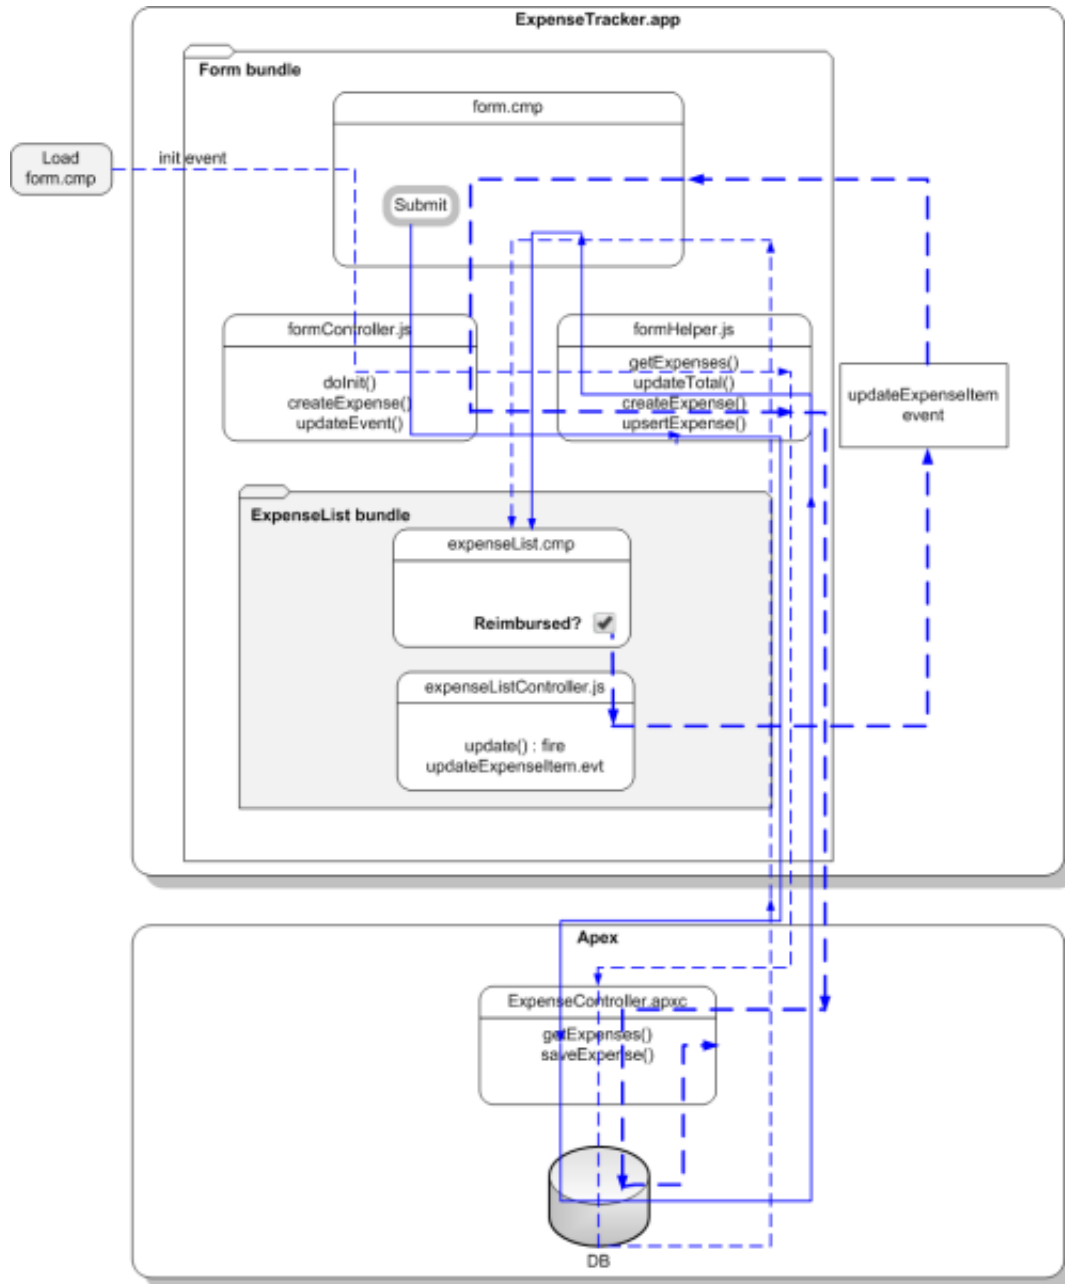 ExpenseTracker.app
Form bundle
form.cmp
Load
form.cmp
init event
Submit
formController.js
doInit()
createExpense()
updateEvent()
formHelper.js
getExpenses()
updateTotal()
createExpense()
upsertExpense()
updateExpenseItem
event
ExpenseList bundle
expenseList.cmp
Reimbursed?
expenseListController.js
update() : fire
updateExpenseItem.evt
Apex
ExpenseController.apxc
getExpenses()
saveExpense()
DB